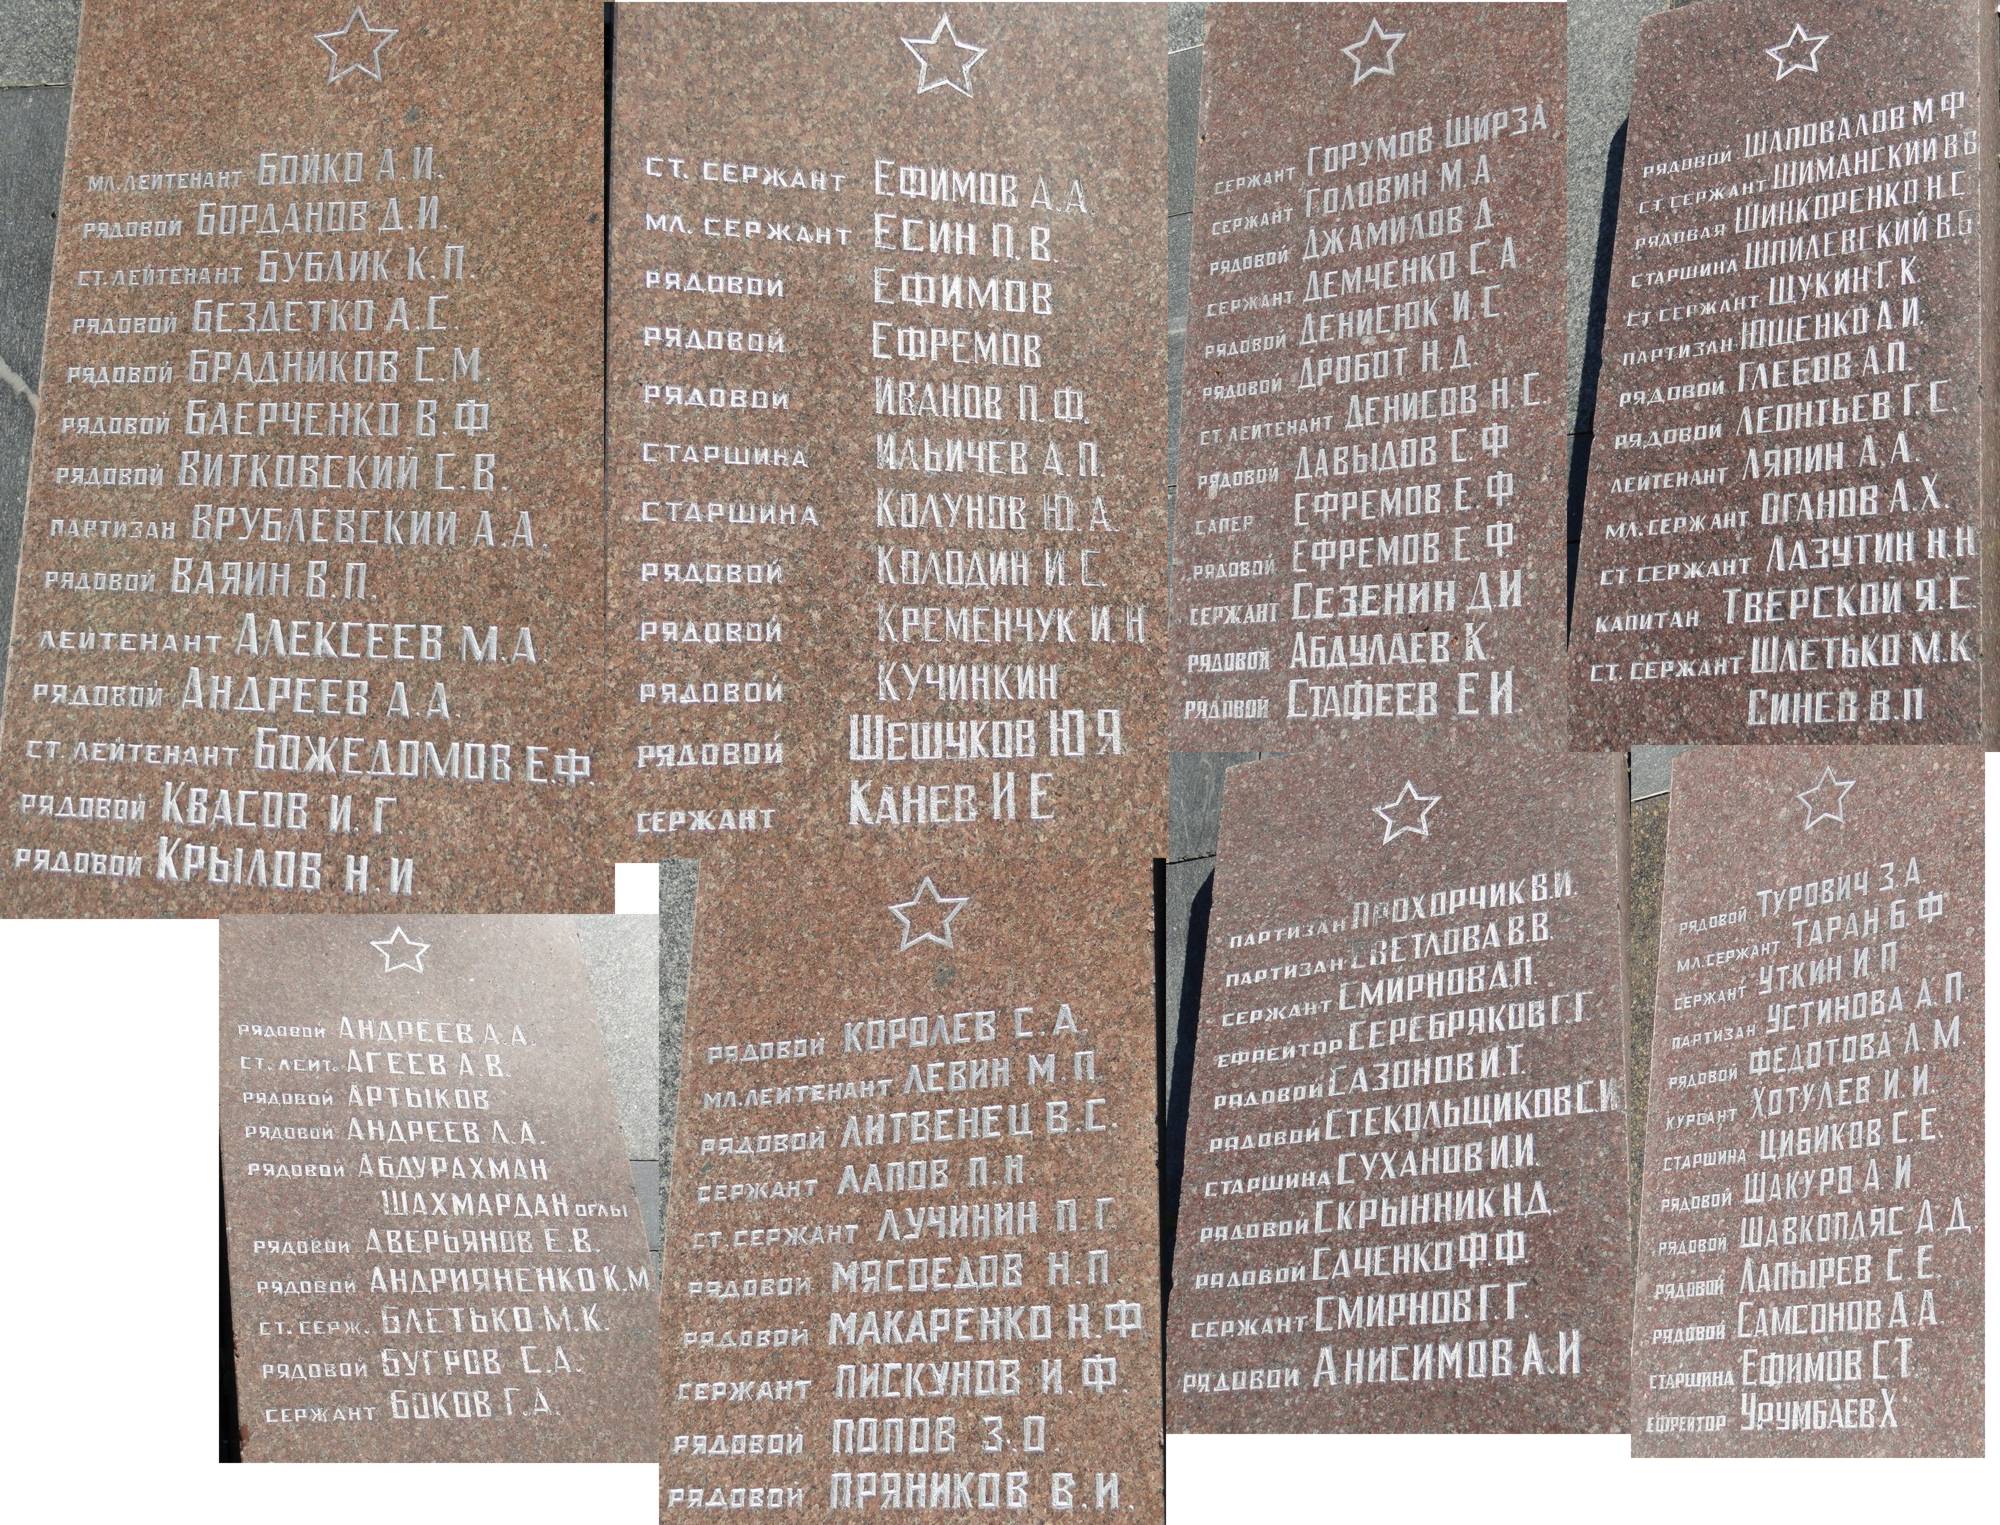 МЛ. ЛЕЙТЕНАНТ БОЙКО А.И.
РЯДОВОЙ БОРДАНОВ Д.И.
СТ. ЛЕЙТЕНАНТ БУБЛИК К.П.
РЯДОВОЙ БЕЗДЕТКО А.С.
РЯДОВОЙ БРАДНИКОВ С.М.
РЯДОВОЙ БАЕРЧЕНКО В.Ф
РЯДОВОЙ ВИТКОВСКИЙ С.В.
ПАРТИЗАН ВРУБЛЕВСКИЙ А.А.
РЯДОВОЙ ВАЯИН В.П.
ЛЕЙТЕНАНТ АЛЕКСЕЕВ М.А.
РЯДОВОЙ АНДРЕЕВ А.А.
СТ. ЛЕЙТЕНАНТ БОЖЕДОМОВ Е.Ф.
РЯДОВОЙ КВАСОВ И.Г.
РЯДОВОЙ КРЫЛОВ Н.И.
СТ. СЕРЖАНТ ЕФИМОВ А.А.
МЛ. СЕРЖАНТ ЕСИН П.В.
РЯДОВОЙ ЕФИМОВ
РЯДОВОЙ ЕФРЕМОВ
РЯДОВОЙ ИВАНОВ П.Ф.
СТАРШИНА ИЛЬИЧЕВ А.П.
СТАРШИНА КОЛУНОВ Ю.А.
РЯДОВОЙ КОЛОДИН И.С.
РЯДОВОЙ КРЕМЕНЧУК И.Н
РЯДОВОЙ КУЧИНКИН
РЯДОВОЙ ШЕШУКОВ Ю Я
СЕРЖАНТ КАНЕВ И Е
СЕРЖАНТ ГОРУМОВ ШИРЗА
СЕРЖАНТ ГОЛОВИН М.А
РЯДОВОЙ ДЖАМИЛОВ Д
СЕРЖАНТ ДЕМЧЕНКО С.А
РЯДОВОЙ ДЕНИСЮК И.С.
РЯДОВОЙ ДРОБОТ Н.Д.
СТ. ЛЕЙТЕНАНТ ДЕНИСОВ Н.С.
РЯДОВОЙ ДАВЫДОВ С.Ф
САПЕР ЕФРЕМОВ Е.Ф
РЯДОВОЙ ЕФРЕМОВ Е.Ф
СЕРЖАНТ СЕЗЕНИН Д И
РЯДОВОЙ АБДУЛАЕВ К
РЯДОВОЙ СТАФЕЕВ Е И
РЯДОВОЙ ШАПОВАЛОВ М.Ф
СТ СЕРЖАНТ ШИМАНСКИЙ В.Б
РЯДОВАЯ ШИНКОРЕНКО Н.С
СТАРШИНА ШПИЛЕВСКИЙ В.Б
СТ СЕРЖАНТ ЩУКИН Г.К.
ПАРТИЗАН ЮЩЕНКО А.И.
РЯДОВОЙ ГЛЕБОВ А.П.
РЯДОВОЙ ЛЕОНТЬЕВ Г.С.
ЛЕЙТЕНАНТ ЛЯПИН А.А.
МЛ. СЕРЖАНТ ОГАНОВ А.Х.
СТ СЕРЖАНТ ЛАЗУТИН Н.Н
КАПИТАН ТВЕРСКОЙ Я.С.
СТ. СЕРЖАНТ ШЛЕТЬКО М.К.
СИНЕВ В.П
РЯДОВОЙ АНДРЕЕВ А.А.
СТ. ЛЕЙТ. АГЕЕВ А.В.
РЯДОВОЙ АРТЫКОВ
РЯДОВОЙ АНДРЕЕВ Л.А.
РЯДОВОЙ АБДУРАХМАН
ШАХМАРДАН ОГЛЫ
РЯДОВОЙ АВЕРЬЯНОВ Е.В.
РЯДОВОЙ АНДРИЯНЕНКО К.М
СТ. СЕРЖ. БЛЕТЬКО М.К.
РЯДОВОЙ БУГРОВ С.А.
СЕРЖАНТ БОКОВ Г.А.
РЯДОВОЙ КОРОЛЕВ С.А.
МЛ. ЛЕЙТЕНАНТ ЛЕВИН М.П.
РЯДОВОЙ ЛИТВЕНЕЦ В.С.
СЕРЖАНТ ЛАПОВ П.Н.
СТ. СЕРЖАНТ ЛУЧИНИН П.Г
РЯДОВОЙ МЯСОЕДОВ Н.П.
РЯДОВОЙ МАКАРЕНКО Н.Ф
СЕРЖАНТ ПИСКУНОВ И.Ф.
РЯДОВОЙ ПОПОВ З.О
РЯДОВОЙ ПРЯНИКОВ В.И.
ПАРТИЗАН ПРОХОРЧИК В.И.
ПАРТИЗАН СВЕТЛОВА В.В.
СЕРЖАНТ СМИРНОВ А.П.
ЕФРЕЙТОР СЕРЕБРЯКОВ Г.Г.
РЯДОВОЙ САЗОНОВ И.Т.
РЯДОВОЙ СТЕКОЛЬЩИКОВ С.И
СТАРШИНА СУХАНОВ И.И.
РЯДОВОЙ СКРЫННИК Н.Д.
РЯДОВОЙ САЧЕНКО Ф.Ф.
СЕРЖАНТ СМИРНОВ Г.Г.
РЯДОВОЙ АНИСИМОВ А.И
РЯДОВОЙ ТУРОВИЧ З.А
МЛ. СЕРЖАНТ ТАРАН Б.Ф
СЕРЖАНТ УТКИН И П
ПАРТИЗАН УСТИНОВА А.П.
РЯДОВОЙ ФЕДОТОВА Л.М.
КУРСАНТ ХОТУЛЕВ И.И.
СТАРШИНА ЦИБИКОВ С.Е.
РЯДОВОЙ ШАКУРО А И
РЯДОВОЙ ШАВКОПЛЯС А.Д.
РЯДОВОЙ ЛАПЫРЕВ С.Е.
РЯДОВОЙ САМСОНОВ А.А
СТАРШИНА ЕФИМОВ С Т.
ЕФРЕЙТОР УРУМБАЕВ Х